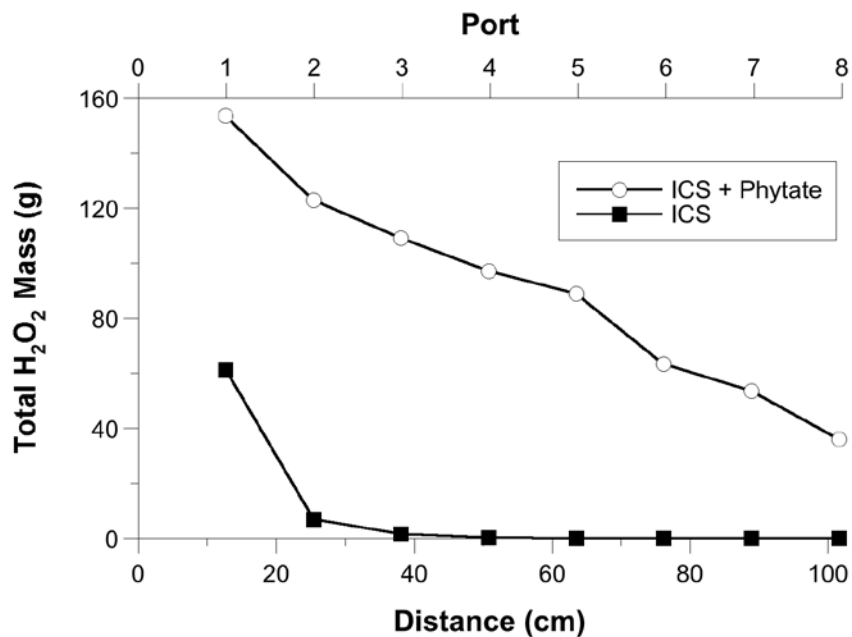 Port
0 1 2 3 4 5 6 7 8
160
120
80
40
0
Total H₂O₂ Mass (g)
ICS + Phytate
ICS
0 20 40 60 80 100
Distance (cm)